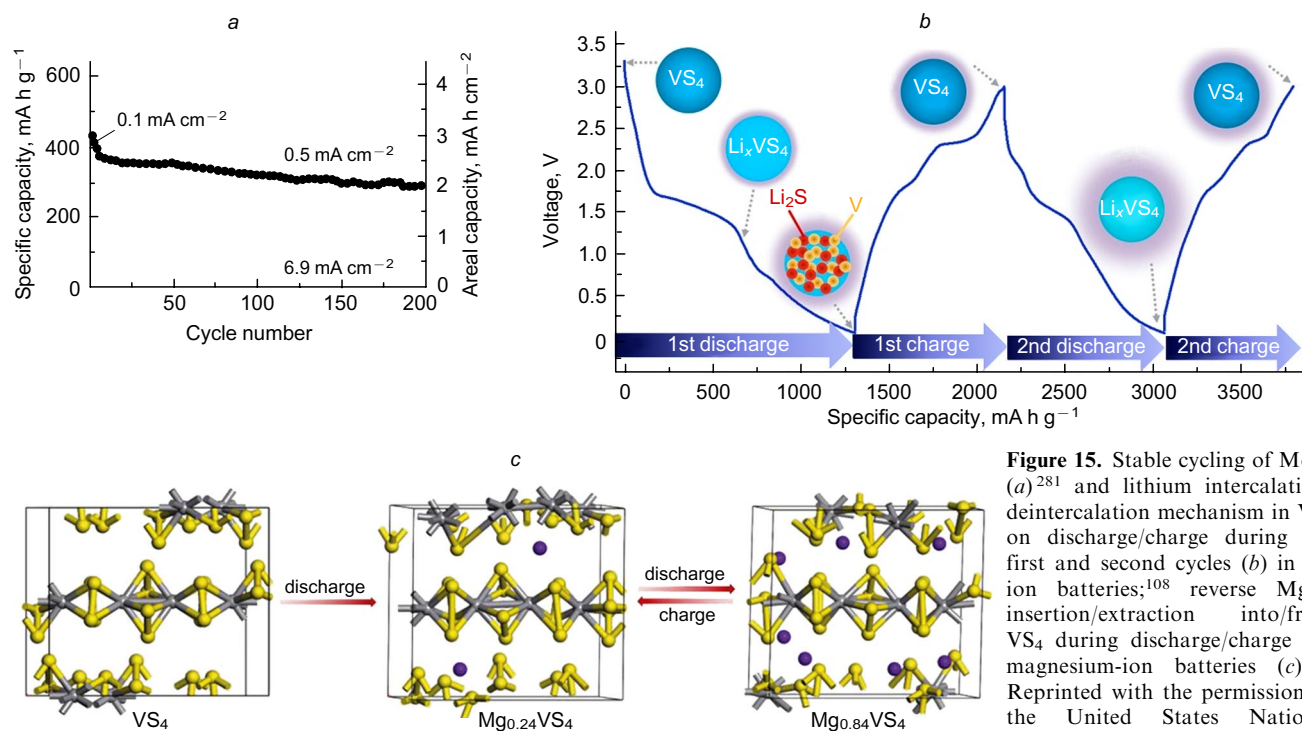 a
Specific capacity, mA h g−1
600
400
200
0
0.1 mA cm−2
0.5 mA cm−2
6.9 mA cm−2
4
3
2
1
0
Areal capacity, mA h cm−2
50
100
150
200
Cycle number
b
Voltage, V
3.5
3.0
2.5
2.0
1.5
1.0
0.5
0
VS4
LixVS4
Li2S
V
VS4
LixVS4
VS4
1st discharge
1st charge
2nd discharge
2nd charge
0
500
1000
1500
2000
2500
3000
3500
Specific capacity, mA h g−1
c
discharge
discharge
charge
VS4
Mg0.24VS4
Mg0.84VS4
Figure 15. Stable cycling of
(a)281 and lithium
deintercalation mechanism in
on discharge/charge during
first and second cycles (b) in
ion batteries;108 reverse
insertion/extraction
VS4 during discharge/charge
magnesium-ion batteries (c)
Reprinted with the permission
the United States